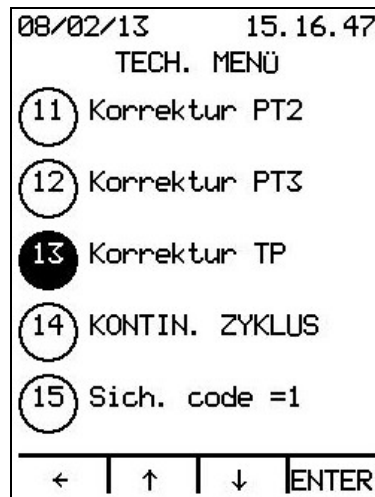 08/02/13 15.16.47
TECH. MENÜ
11 Korrektur PT2
12 Korrektur PT3
13 Korrektur TP
14 KONTIN. ZYKLUS
15 Sich. code =1
← ↑ ↓ ENTER